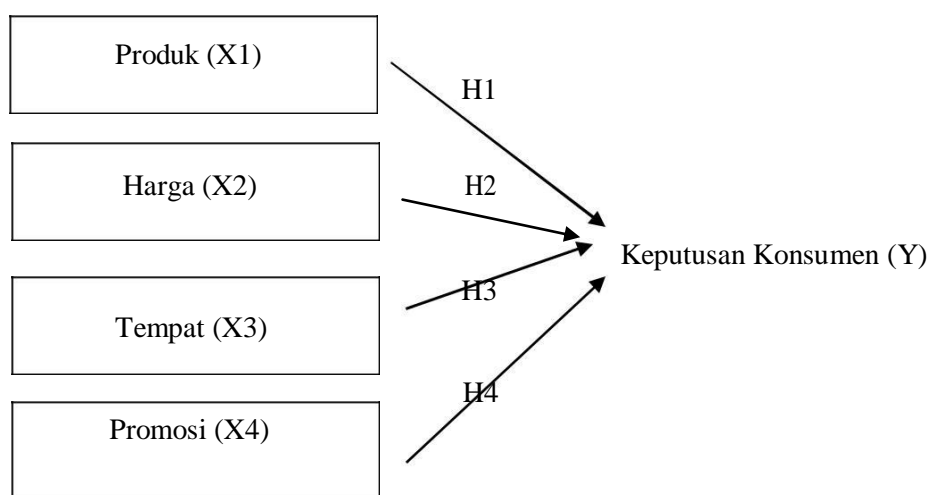 Produk (X1)
H1
Harga (X2)
H2
Keputusan Konsumen (Y)
H3
Tempat (X3)
H4
Promosi (X4)